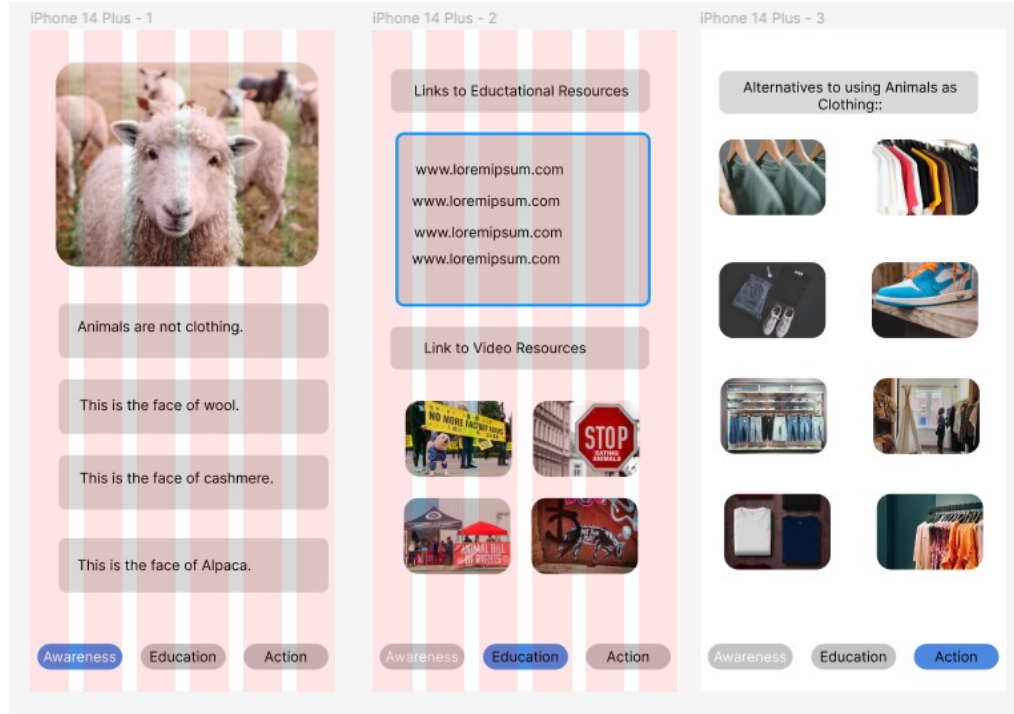 iPhone 14 Plus - 1
Animals are not clothing.
This is the face of wool.
This is the face of cashmere.
This is the face of Alpaca.
Awareness
Education
Action
iPhone 14 Plus - 2
Links to Eductational Resources
www.loremipsum.com
www.loremipsum.com
www.loremipsum.com
www.loremipsum.com
Link to Video Resources
NO MORE FACTORY FARMS
STOP
EATING
ANIMALS
ANIMAL BILL
OF RIGHTS
Awareness
Education
Action
iPhone 14 Plus - 3
Alternatives to using Animals as
Clothing::
Awareness
Education
Action